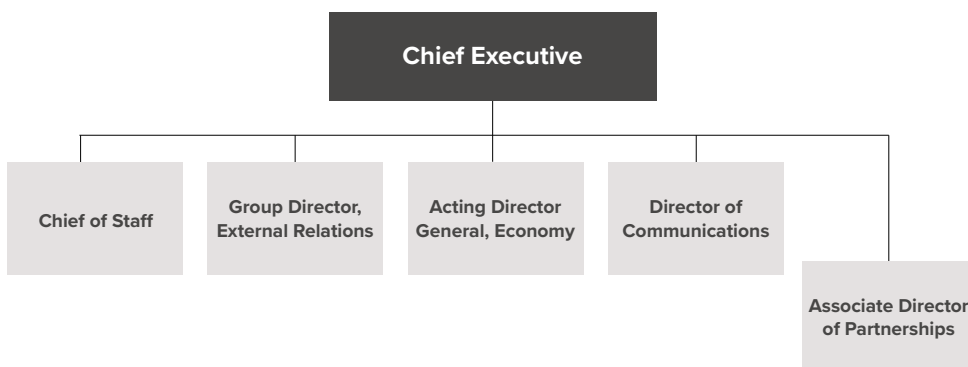 Chief Executive
Chief of Staff
Group Director,
External Relations
Acting Director
General, Economy
Director of
Communications
Associate Director
of Partnerships